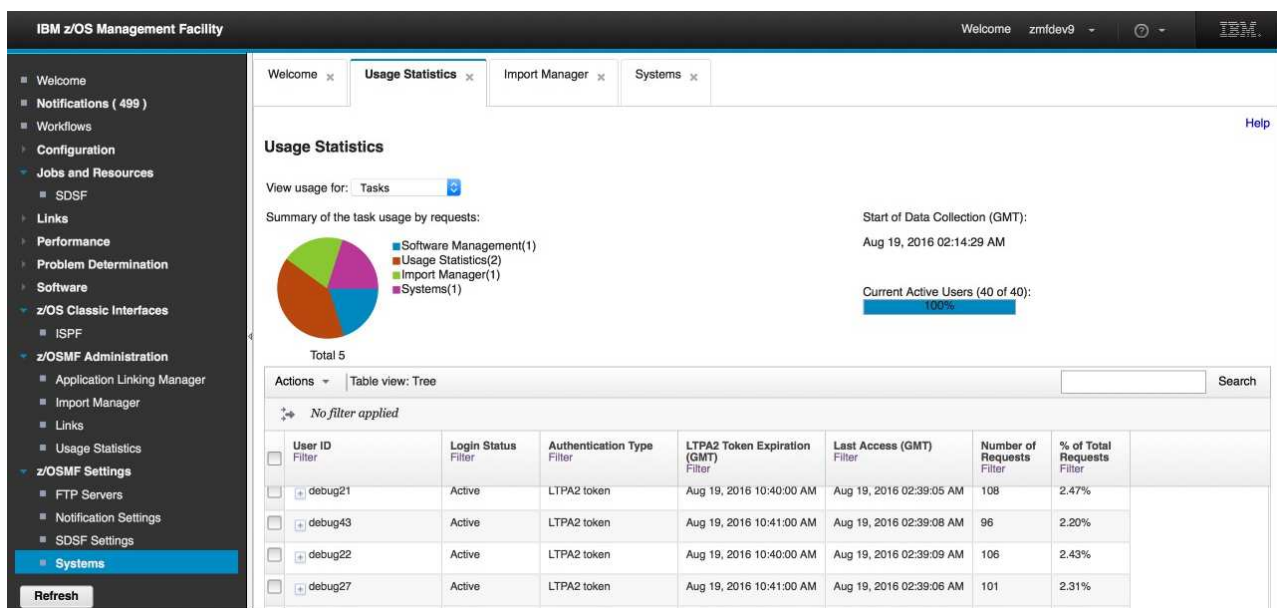 IBM z/OS Management Facility
Welcome zmfdev9
IBM.
Welcome
Notifications ( 499 )
Workflows
Configuration
Jobs and Resources
SDSF
Links
Performance
Problem Determination
Software
z/OS Classic Interfaces
ISPF
z/OSMF Administration
Application Linking Manager
Import Manager
Links
Usage Statistics
z/OSMF Settings
FTP Servers
Notification Settings
SDSF Settings
Systems
Refresh
Welcome Usage Statistics Import Manager Systems
Help
Usage Statistics
View usage for: Tasks
Summary of the task usage by requests:
Software Management(1)
Usage Statistics(2)
Import Manager(1)
Systems(1)
Total 5
Start of Data Collection (GMT):
Aug 19, 2016 02:14:29 AM
Current Active Users (40 of 40):
100%
Actions Table view: Tree Search
No filter applied
User ID Login Status Authentication Type LTPA2 Token Expiration (GMT) Last Access (GMT) Number of Requests % of Total Requests
Filter Filter Filter Filter Filter Filter Filter
debug21 Active LTPA2 token Aug 19, 2016 10:40:00 AM Aug 19, 2016 02:39:05 AM 108 2.47%
debug43 Active LTPA2 token Aug 19, 2016 10:41:00 AM Aug 19, 2016 02:39:08 AM 96 2.20%
debug22 Active LTPA2 token Aug 19, 2016 10:40:00 AM Aug 19, 2016 02:39:09 AM 106 2.43%
debug27 Active LTPA2 token Aug 19, 2016 10:41:00 AM Aug 19, 2016 02:39:06 AM 101 2.31%